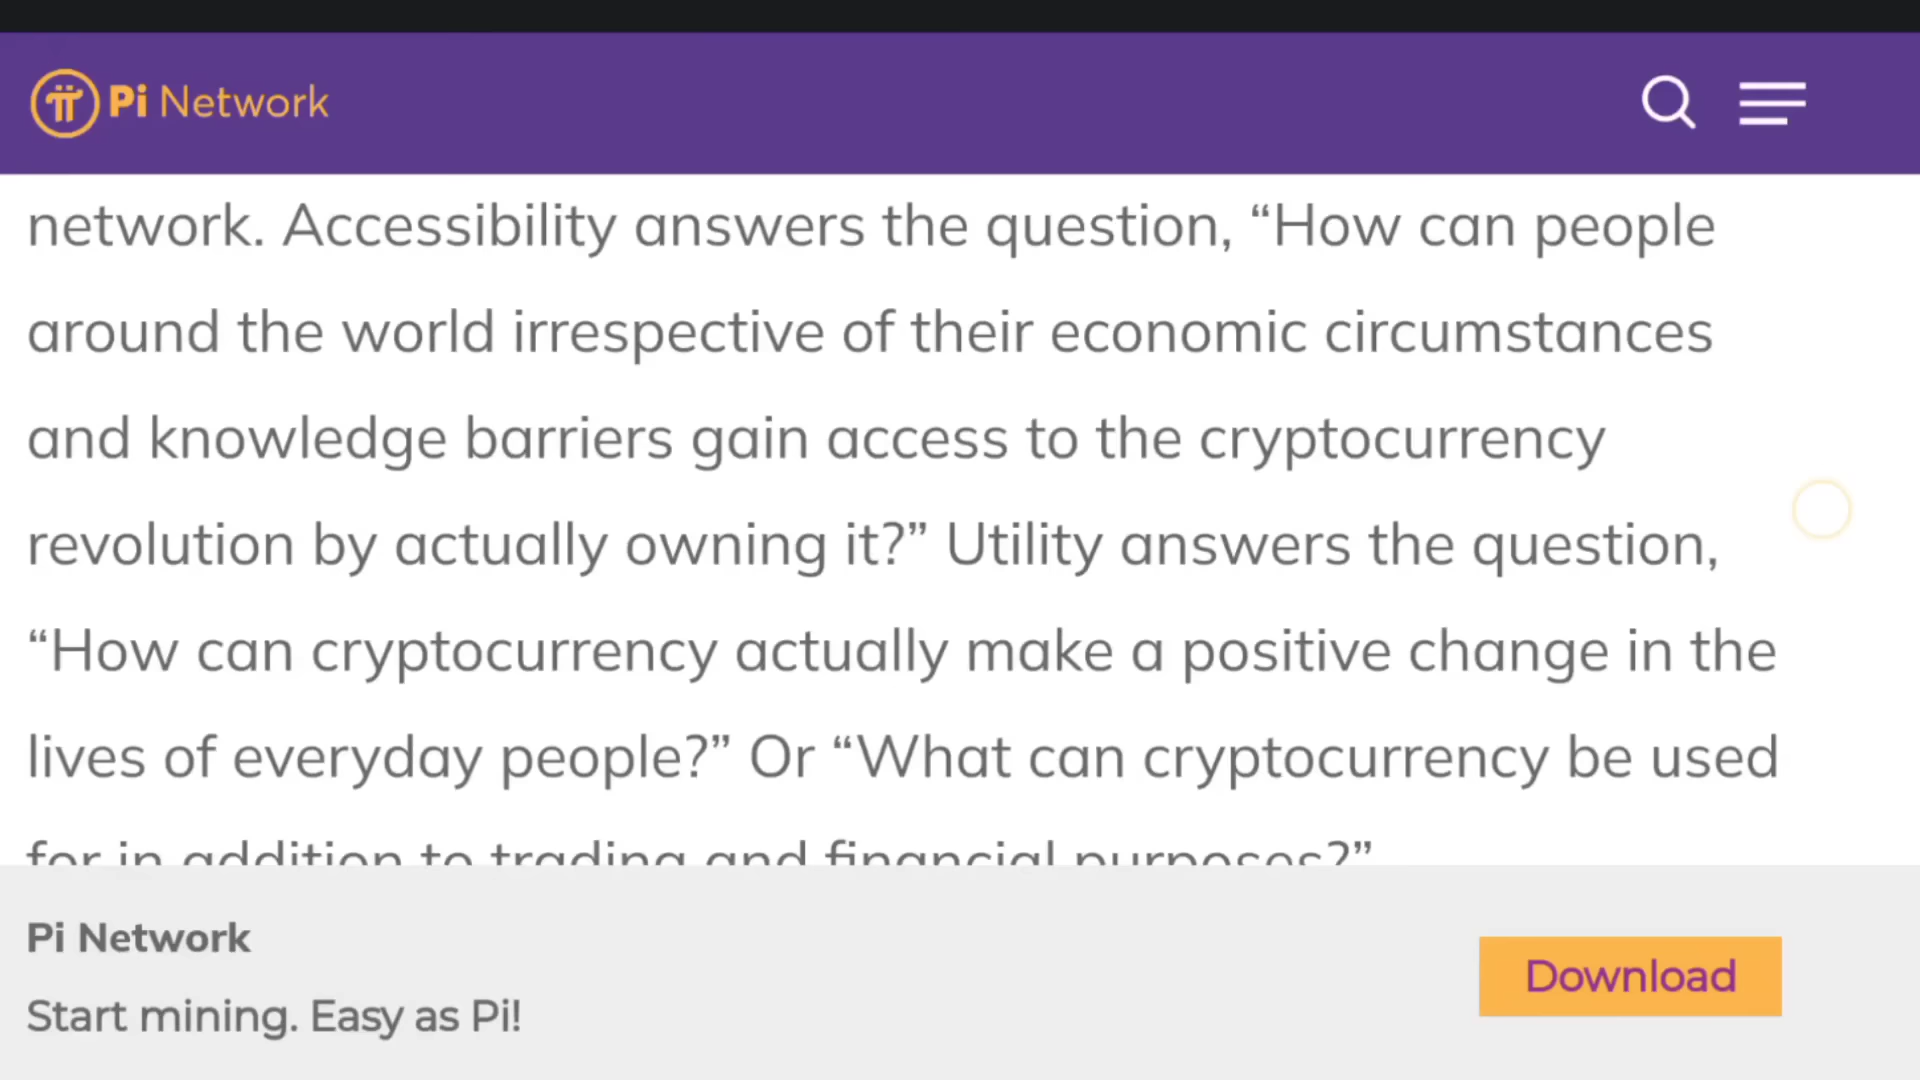 Pi Network
network. Accessibility answers the question, “How can people
around the world irrespective of their economic circumstances
and knowledge barriers gain access to the cryptocurrency
revolution by actually owning it?” Utility answers the question,
“How can cryptocurrency actually make a positive change in the
lives of everyday people?” Or “What can cryptocurrency be used
for in addition to trading and financial purposes?”
Pi Network
Start mining. Easy as Pi!
Download